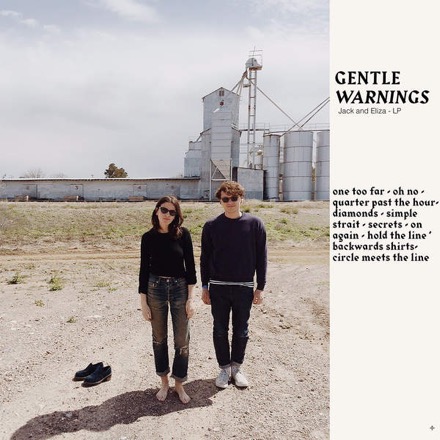 GENTLE
WARNINGS
Jack and Eliza - LP
one too far - oh no -
quarter past the hour-
diamonds - simple
strait - secrets - on
again - hold the line '
backwards shirts-
circle meets the line